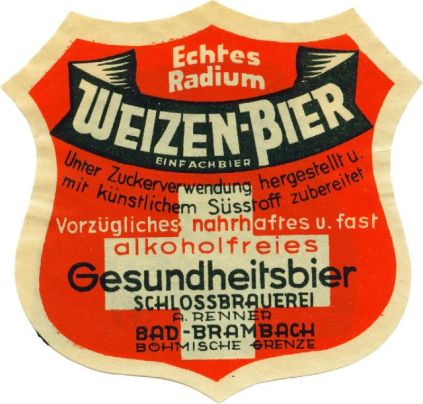 Echtes
Radium
WEIZEN-BIER
EINFACHBIER
Unter Zuckerverwendung hergestellt u.
mit künstlichem Süsstoff zubereitet
Vorzügliches nahrhaftes u. fast
alkoholfreies
Gesundheitsbier
SCHLOSSBRAUEREI
A. RENNER
BAD-BRAMBACH
BÖHMISCHE GRENZE